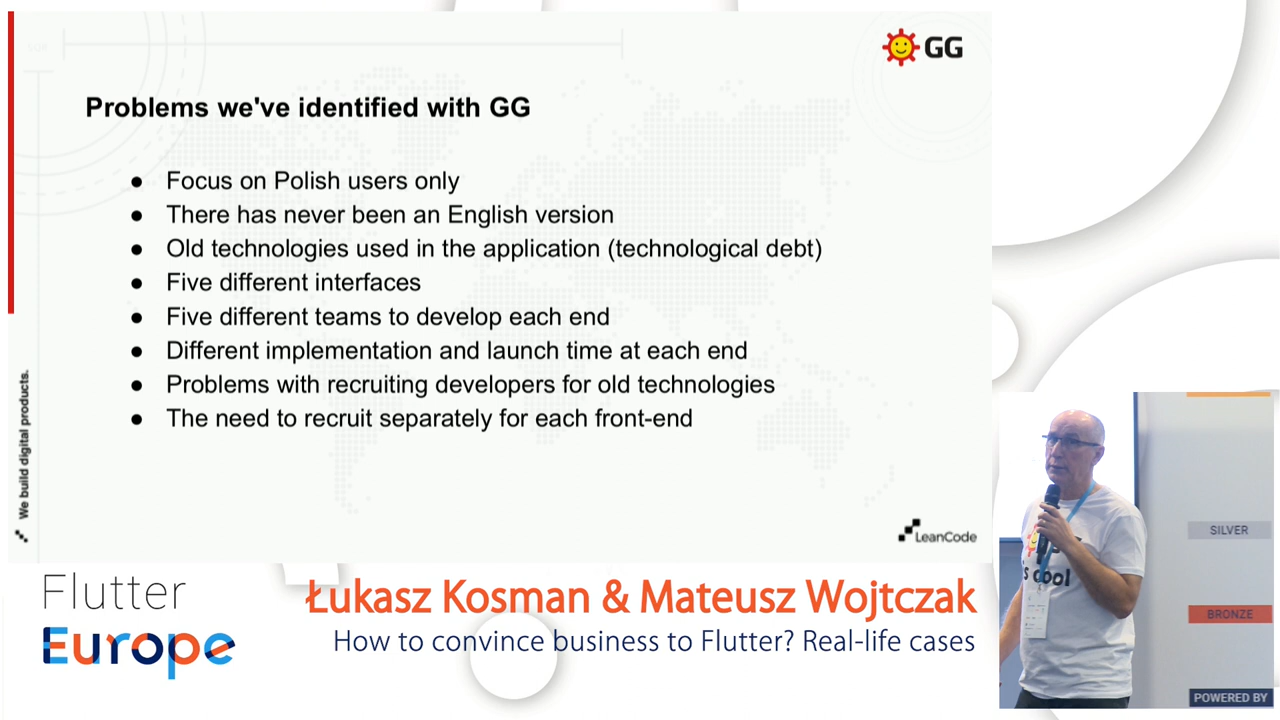 GG
Problems we've identified with GG
● Focus on Polish users only
● There has never been an English version
● Old technologies used in the application (technological debt)
● Five different interfaces
● Five different teams to develop each end
● Different implementation and launch time at each end
● Problems with recruiting developers for old technologies
● The need to recruit separately for each front-end
We build digital products.
LeanCode
Flutter
Europe
Łukasz Kosman & Mateusz Wojtczak
How to convince business to Flutter? Real-life cases
cool
SILVER
BRONZE
POWERED BY